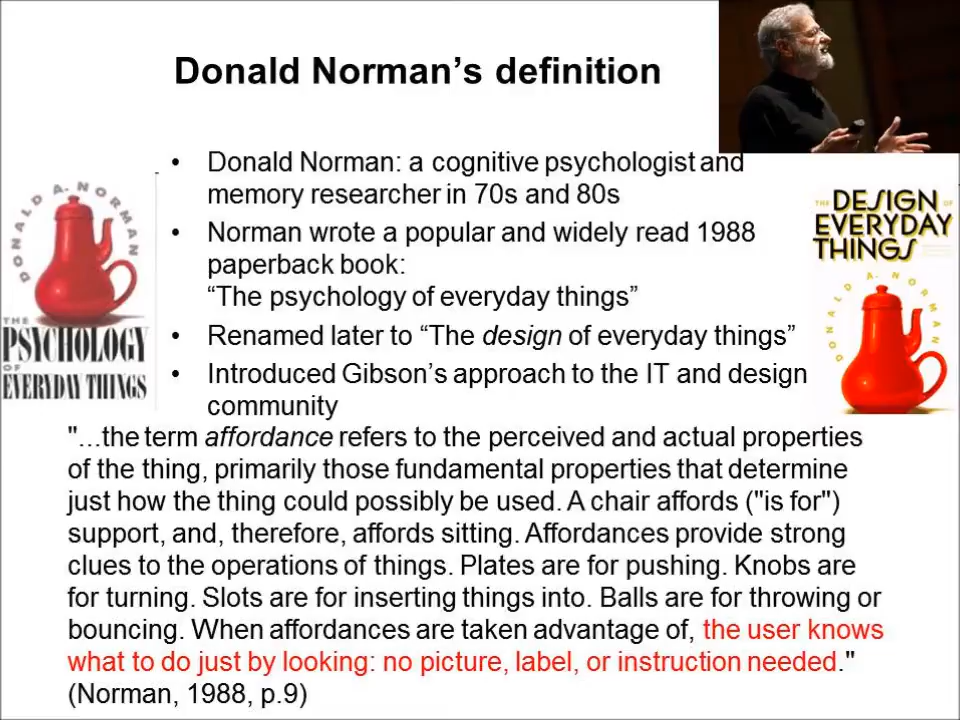 Donald Norman’s definition
• Donald Norman: a cognitive psychologist and
memory researcher in 70s and 80s
• Norman wrote a popular and widely read 1988
paperback book:
“The psychology of everyday things”
• Renamed later to “The design of everyday things”
• Introduced Gibson’s approach to the IT and design
community
DONALD A. NORMAN
THE
PSYCHOLOGY
OF
EVERYDAY THINGS
THE DESIGN OF
EVERYDAY
THINGS
DONALD A. NORMAN
"...the term affordance refers to the perceived and actual properties
of the thing, primarily those fundamental properties that determine
just how the thing could possibly be used. A chair affords ("is for")
support, and, therefore, affords sitting. Affordances provide strong
clues to the operations of things. Plates are for pushing. Knobs are
for turning. Slots are for inserting things into. Balls are for throwing or
bouncing. When affordances are taken advantage of, the user knows
what to do just by looking: no picture, label, or instruction needed."
(Norman, 1988, p.9)